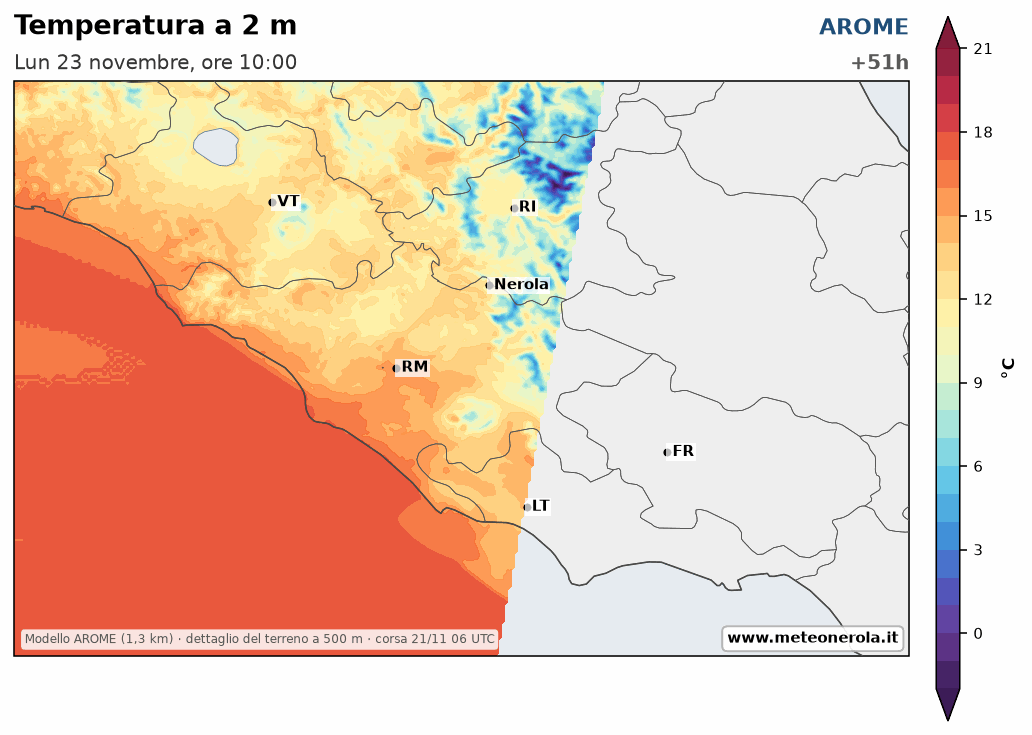 Temperatura a 2 m
AROME
Lun 23 novembre, ore 10:00
+51h
VT
RI
Nerola
RM
FR
LT
21
18
15
12
9
6
3
0
°C
Modello AROME (1,3 km) · dettaglio del terreno a 500 m · corsa 21/11 06 UTC
www.meteonerola.it